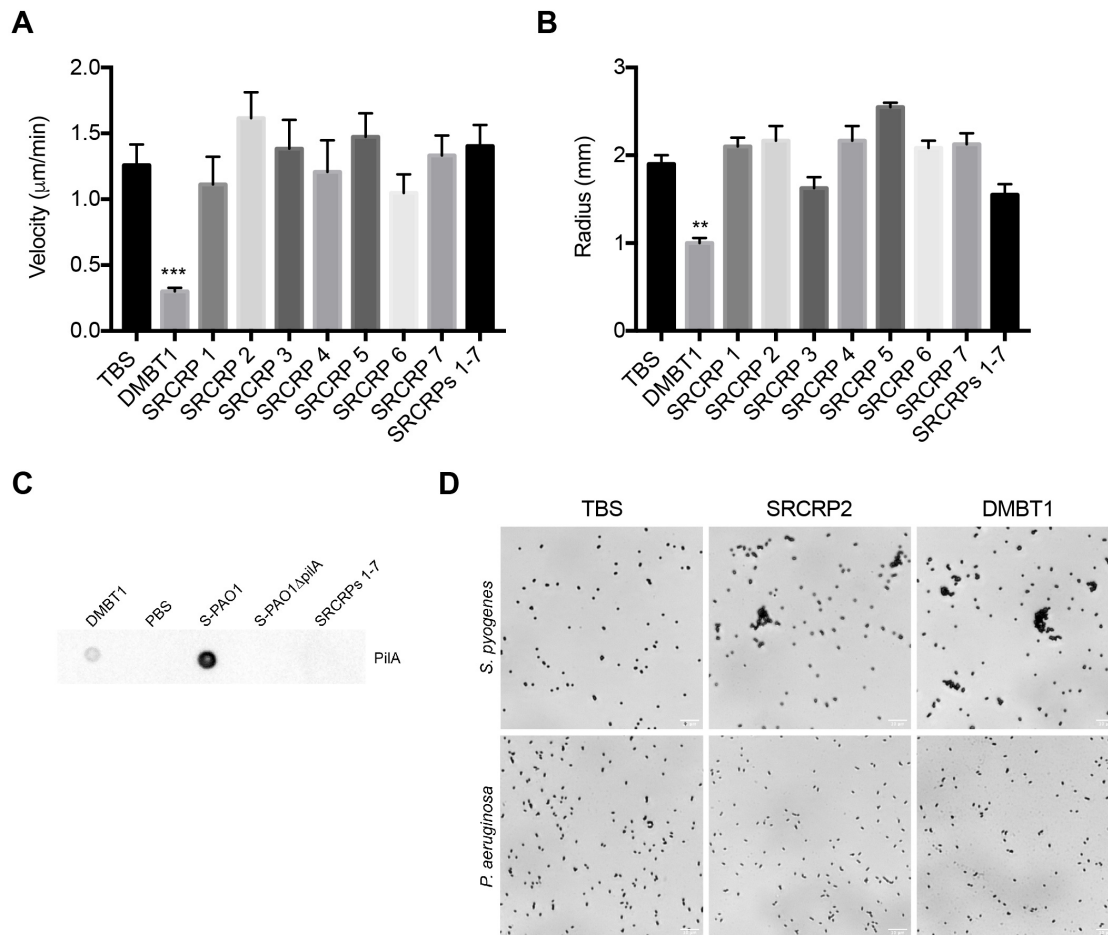 A
Velocity (μm/min)
2.0
1.5
1.0
0.5
0.0
***
TBS
DMBT1
SRCRP 1
SRCRP 2
SRCRP 3
SRCRP 4
SRCRP 5
SRCRP 6
SRCRP 7
SRCRPs 1-7
B
Radius (mm)
3
2
1
0
**
TBS
DMBT1
SRCRP 1
SRCRP 2
SRCRP 3
SRCRP 4
SRCRP 5
SRCRP 6
SRCRP 7
SRCRPs 1-7
C
DMBT1
PBS
S-PAO1
S-PAO1ΔpilA
SRCRPs 1-7
PilA
D
TBS
SRCRP2
DMBT1
S. pyogenes
P. aeruginosa